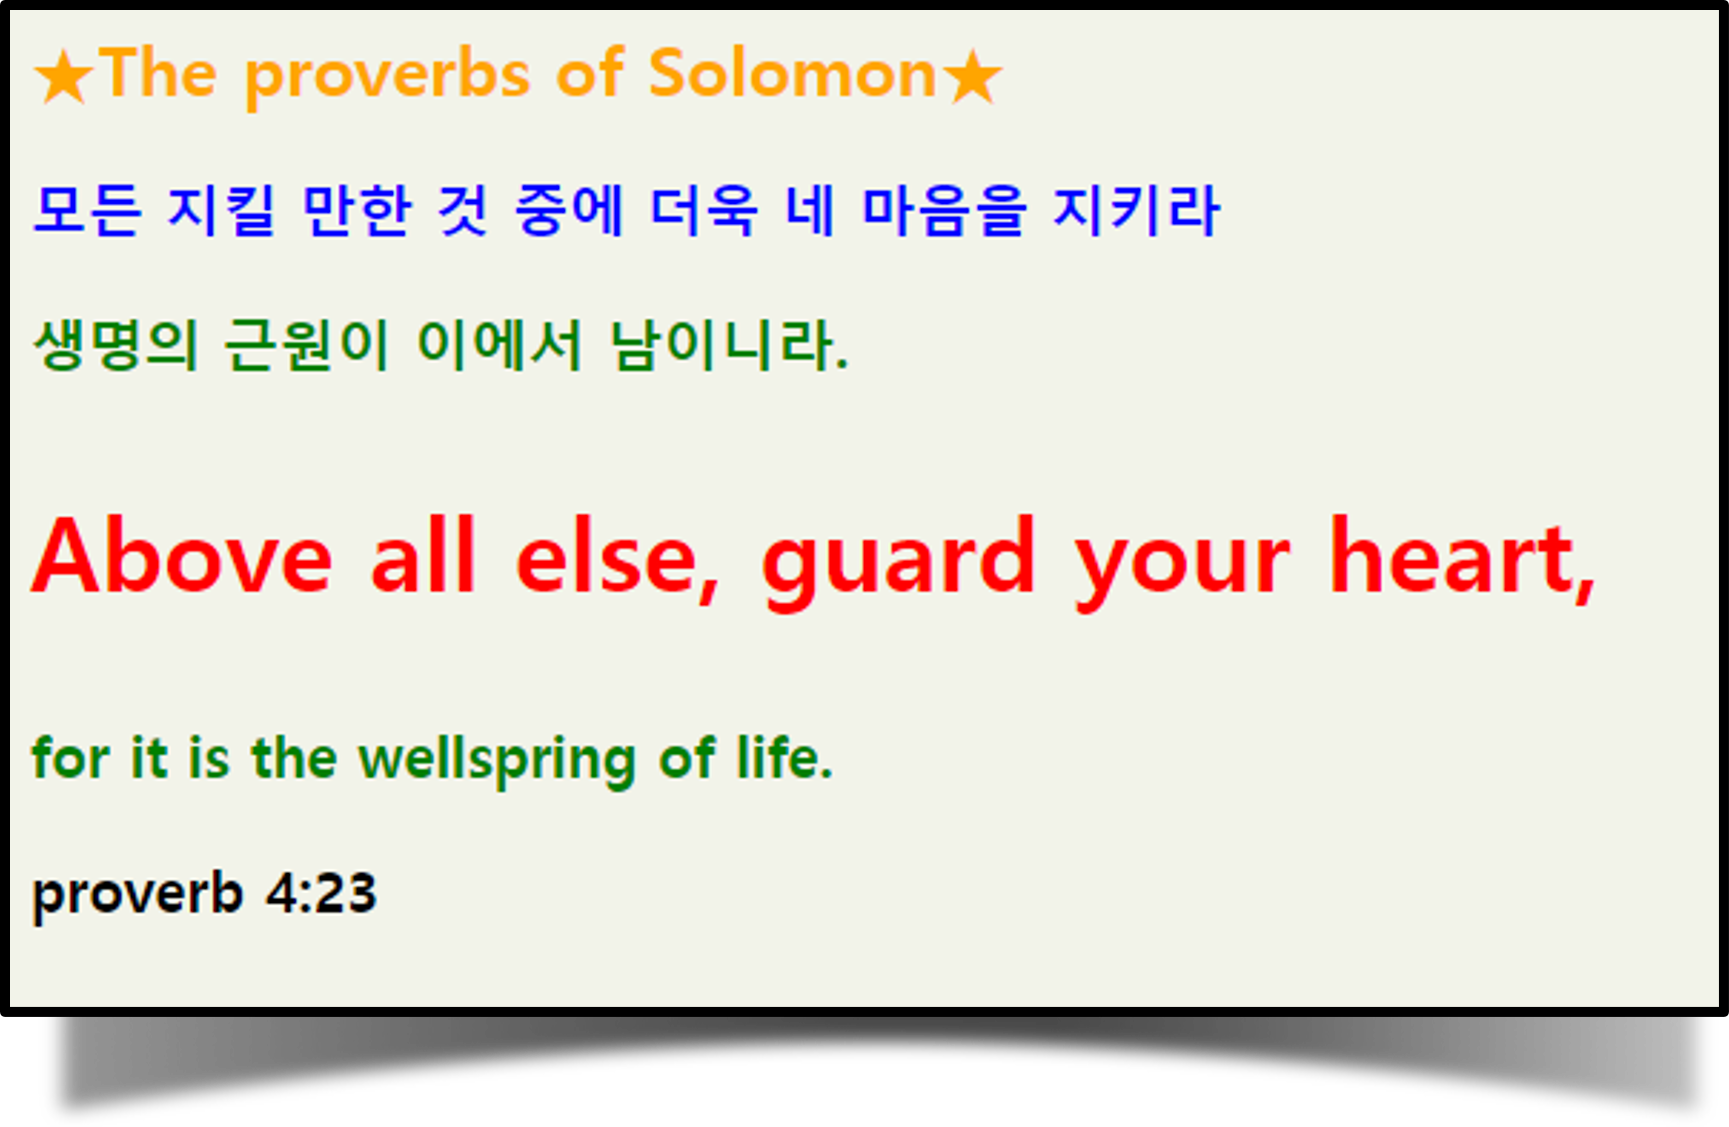 ★The proverbs of Solomon★
모든 지킬 만한 것 중에 더욱 네 마음을 지키라
생명의 근원이 이에서 남이니라.
Above all else, guard your heart,
for it is the wellspring of life.
proverb 4:23